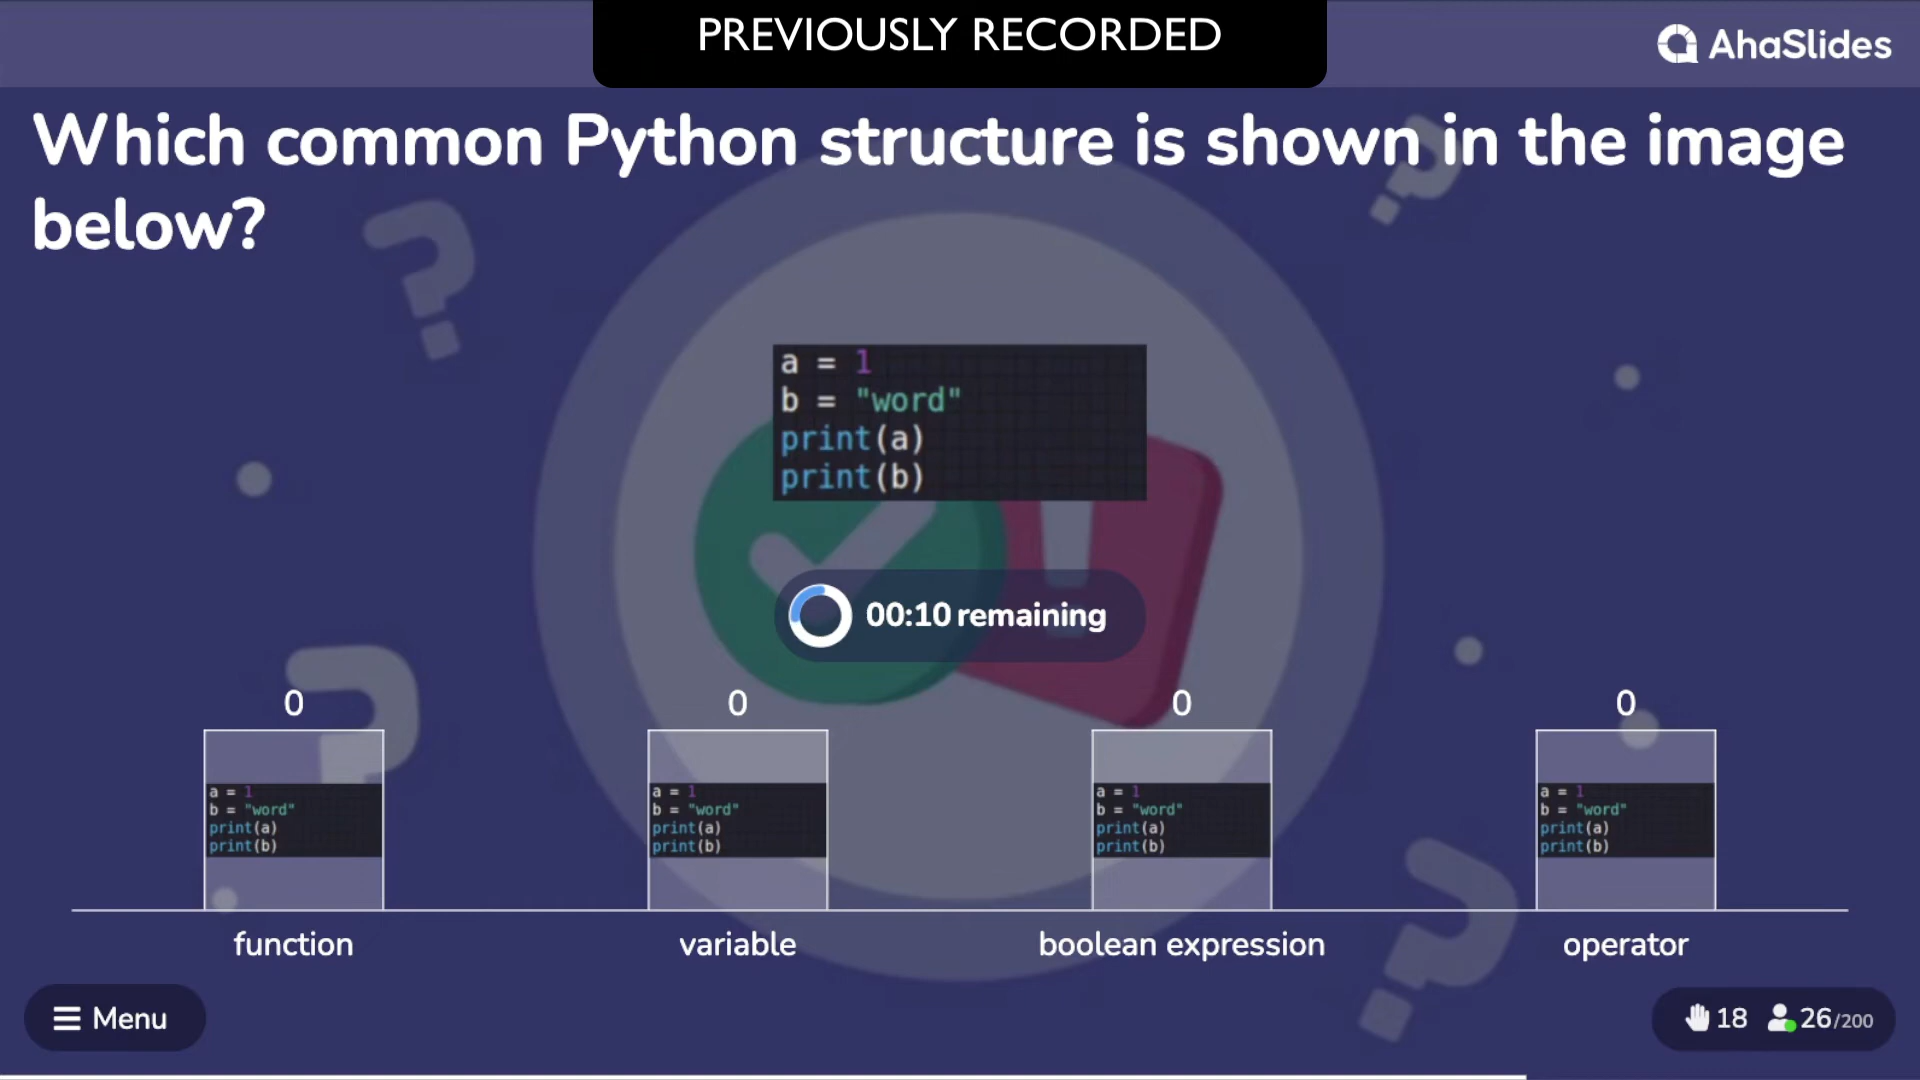 PREVIOUSLY RECORDED
AhaSlides
Which common Python structure is shown in the image
below?
a = 1
b = "word"
print(a)
print(b)
00:10 remaining
0
0
0
0
a = 1
b = "word"
print(a)
print(b)
a = 1
b = "word"
print(a)
print(b)
a = 1
b = "word"
print(a)
print(b)
a = 1
b = "word"
print(a)
print(b)
function
variable
boolean expression
operator
Menu
18
26/200